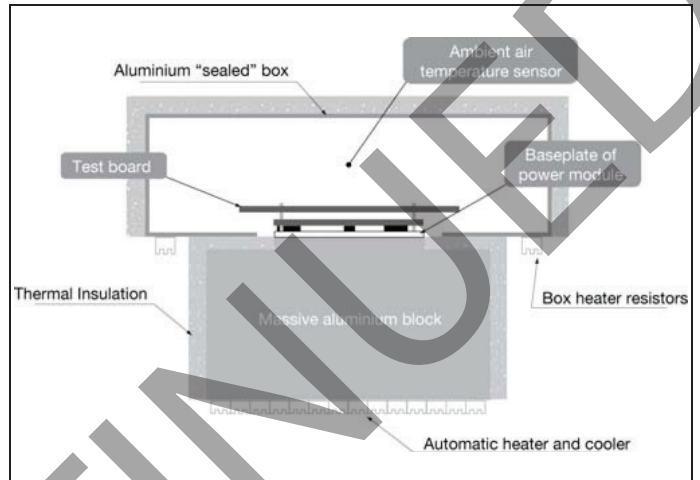 Aluminium “sealed” box
Ambient air
temperature sensor
Test board
Baseplate of
power module
Thermal Insulation
Box heater resistors
Massive aluminium block
Automatic heater and cooler
TINUED